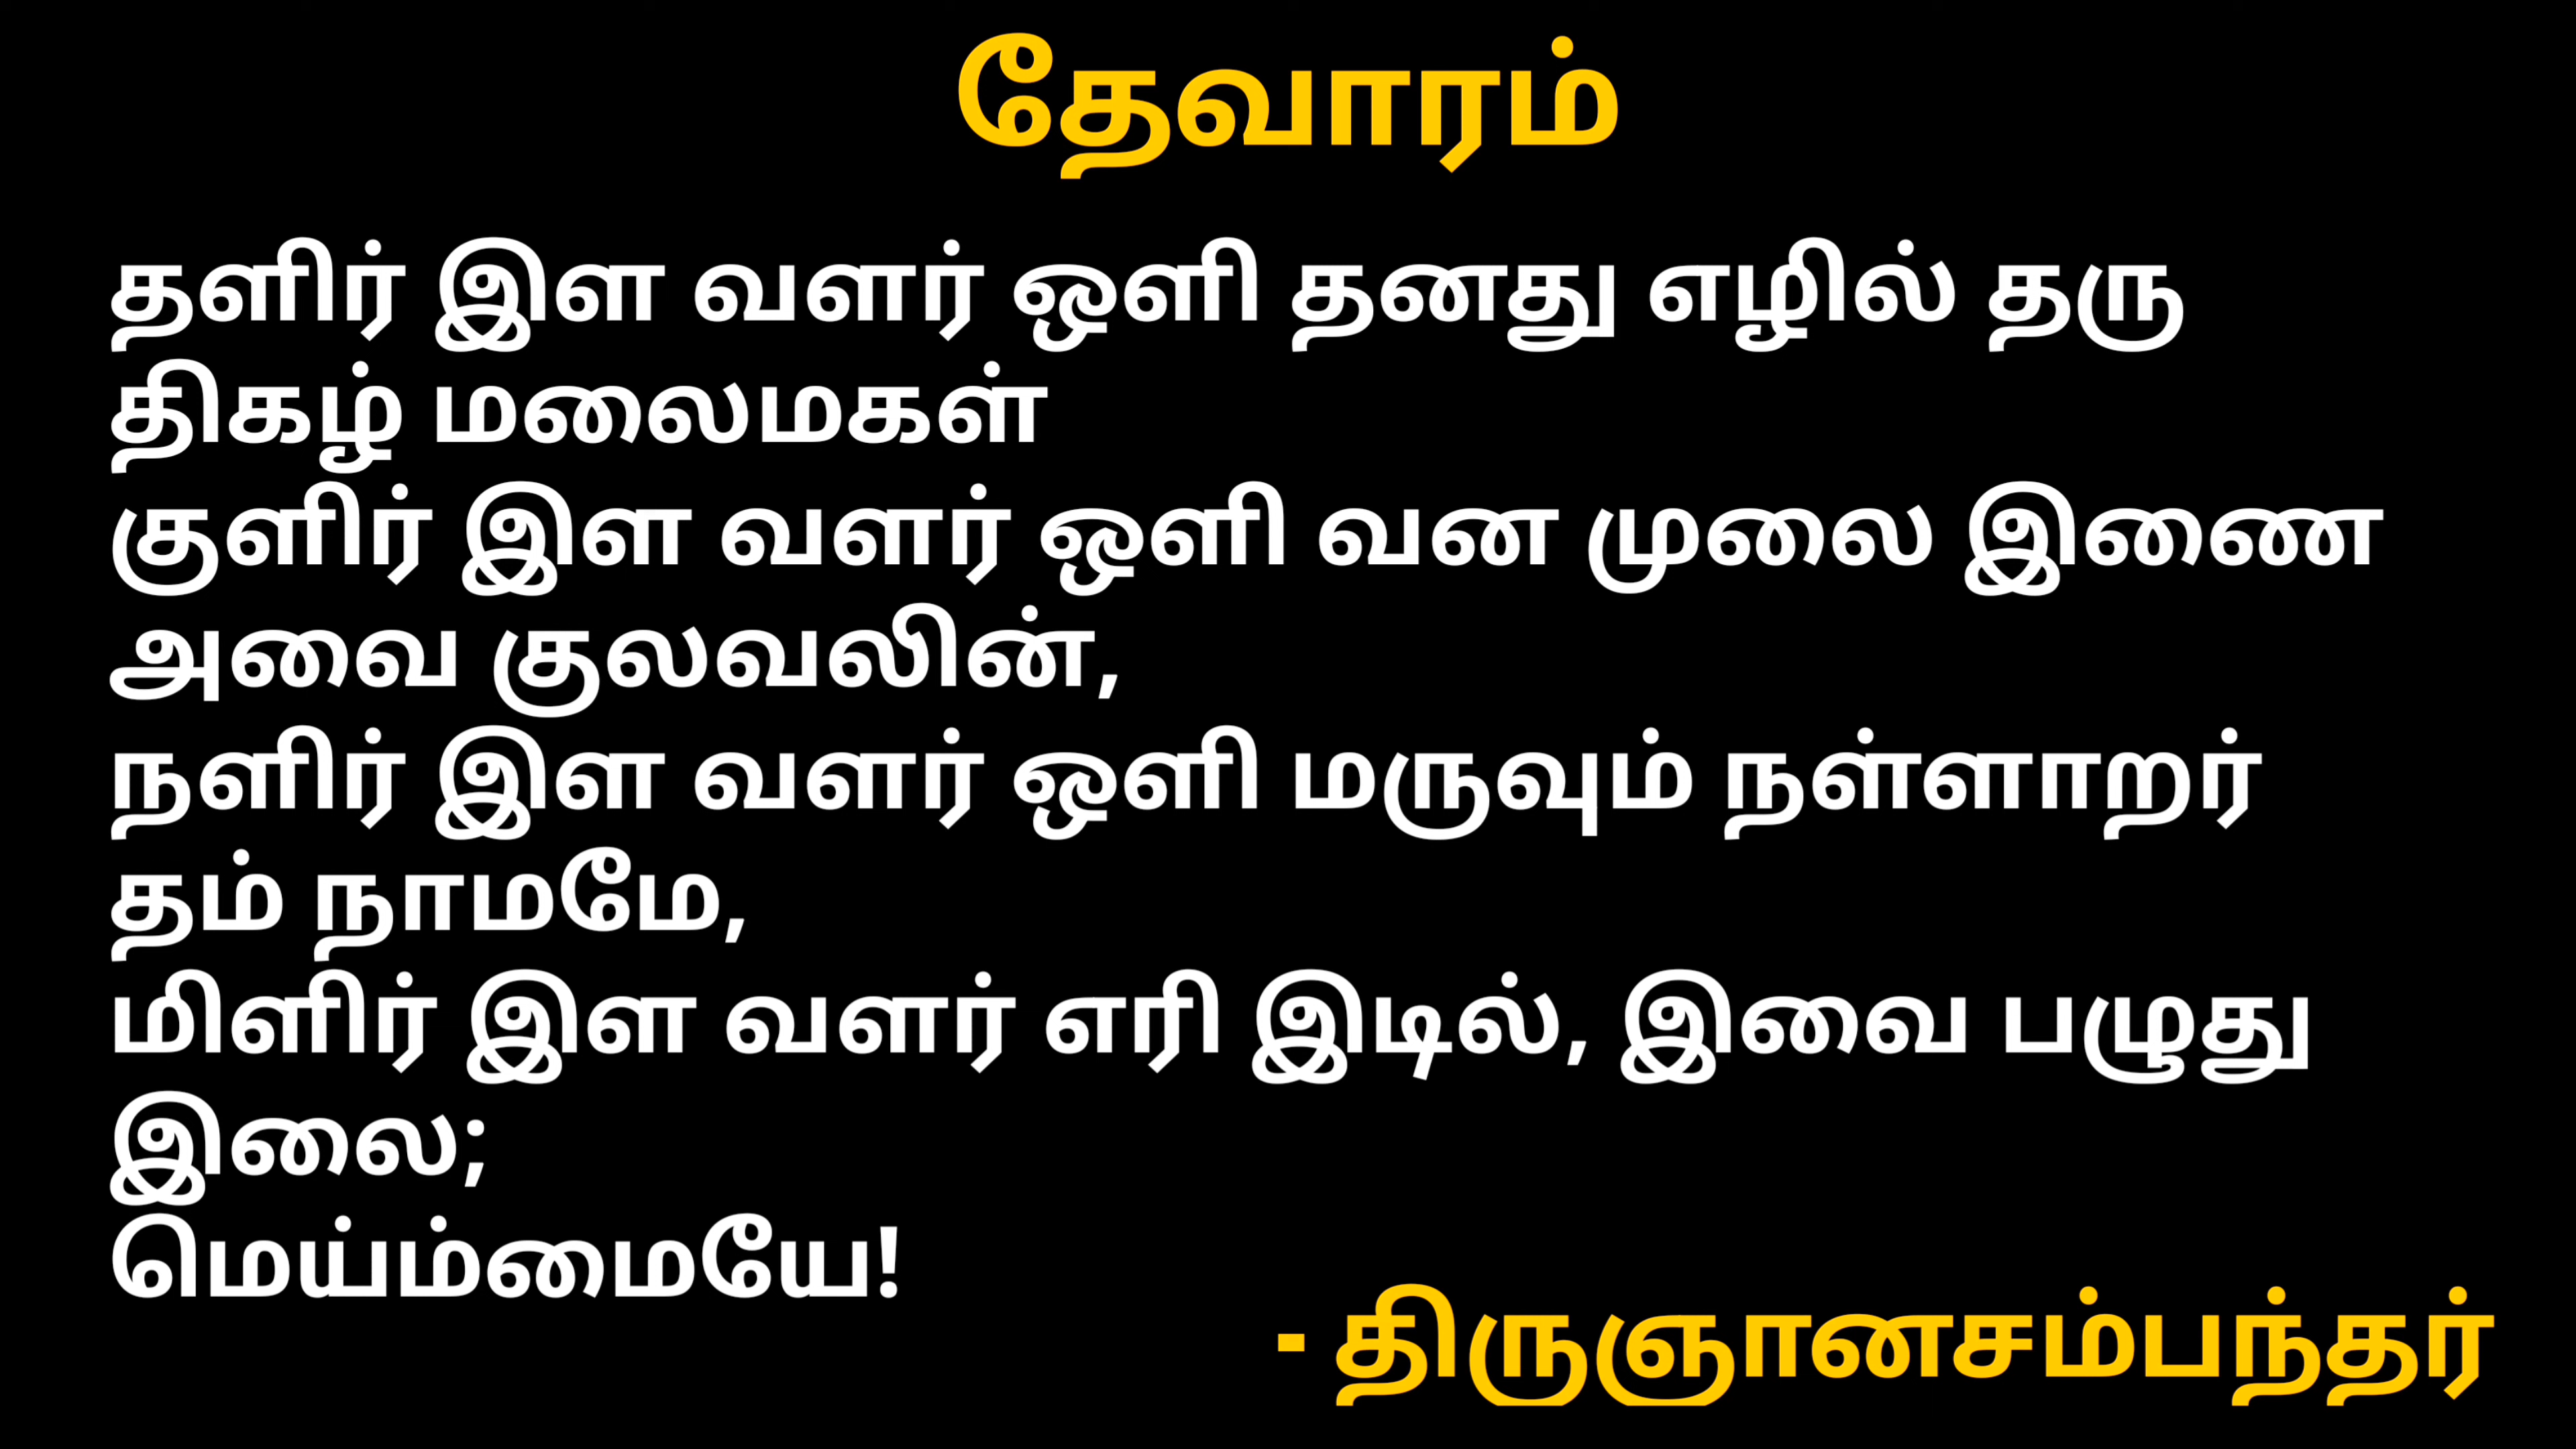 தேவாரம்
தளிர் இள வளர் ஒளி தனது எழில் தரு
திகழ் மலைமகள்
குளிர் இள வளர் ஒளி வன முலை இணை
அவை குலவலின்,
நளிர் இள வளர் ஒளி மருவும் நள்ளாறர்
தம் நாமமே,
மிளிர் இள வளர் எரி இடில், இவை பழுது
இலை;
மெய்ம்மையே!
- திருஞானசம்பந்தர்